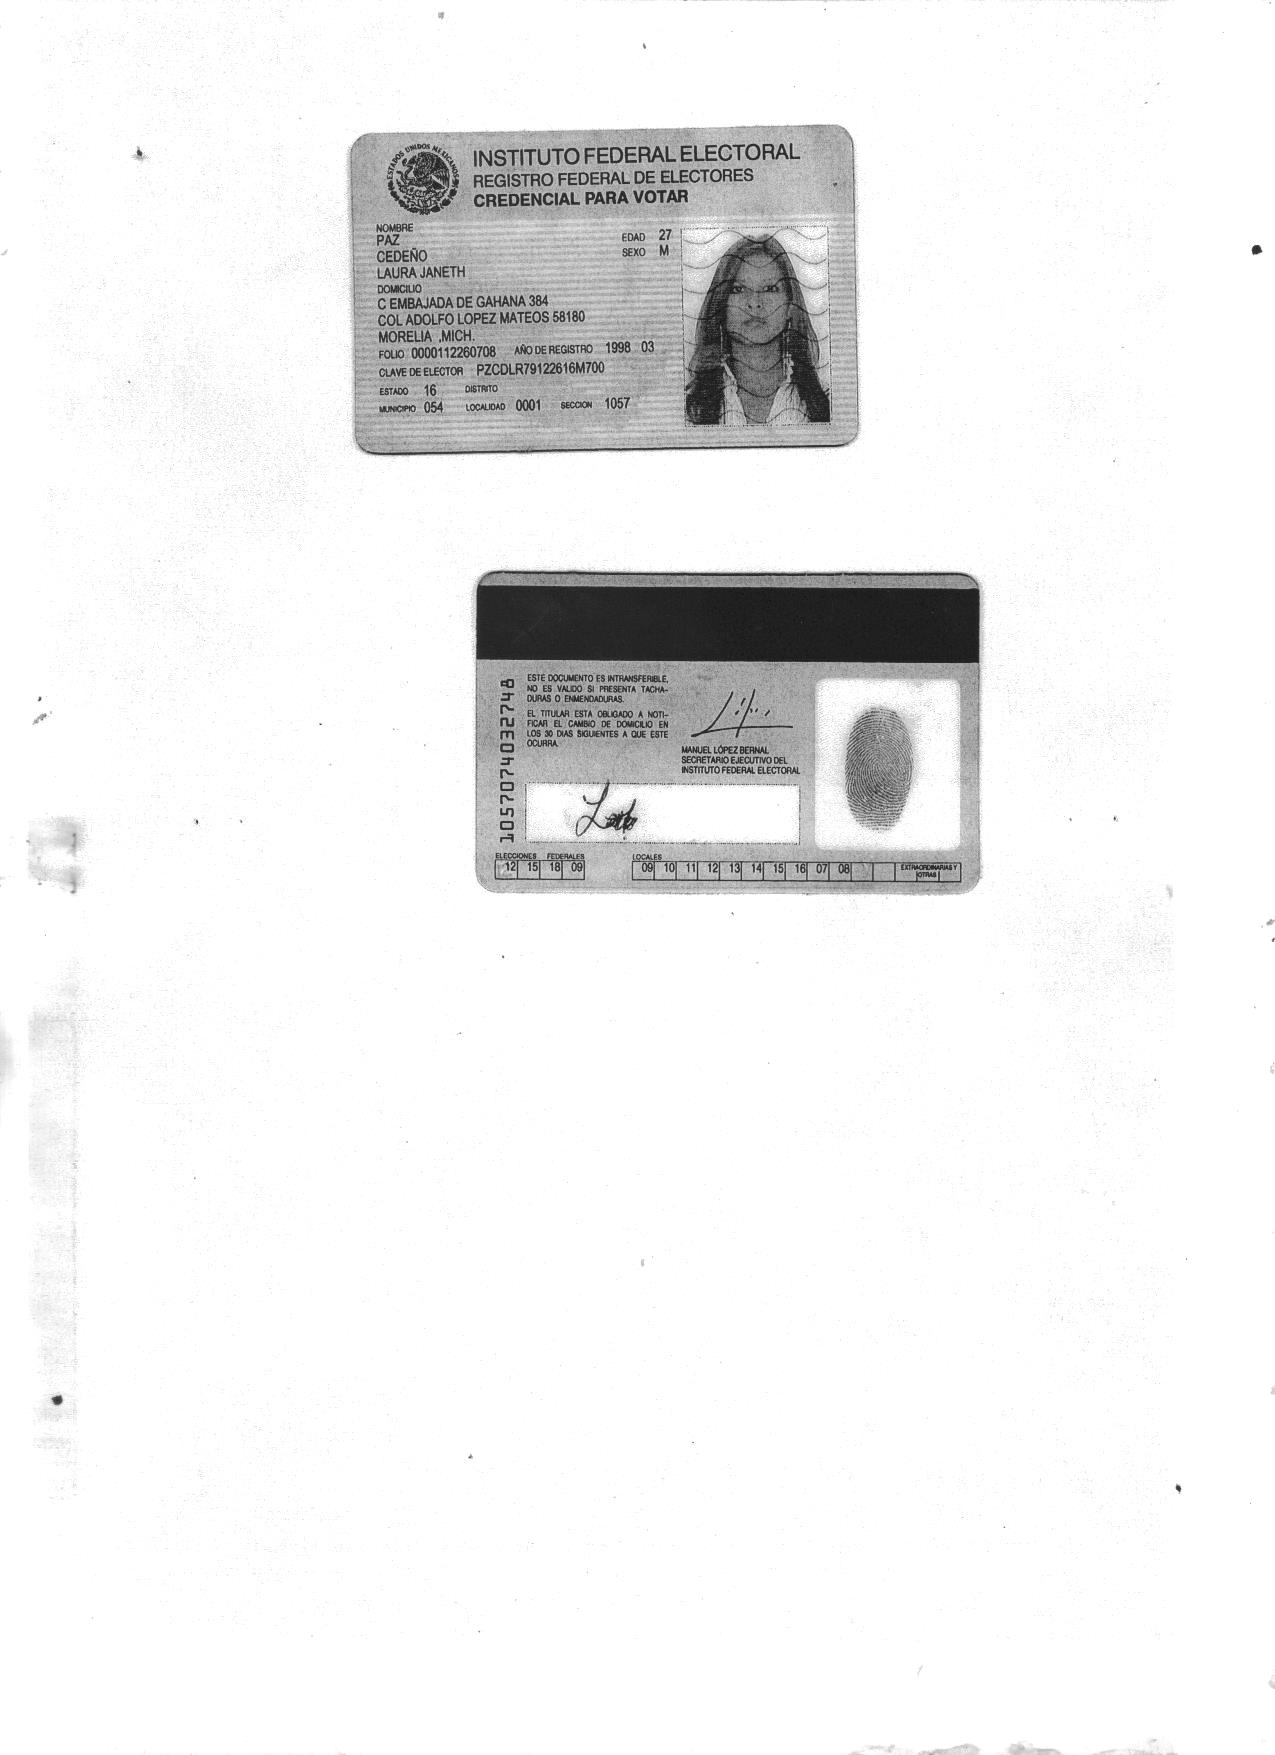 ESTADOS UNIDOS MEXICANOS
INSTITUTO FEDERAL ELECTORAL
REGISTRO FEDERAL DE ELECTORES
CREDENCIAL PARA VOTAR
NOMBRE
PAZ
CEDEÑO
LAURA JANETH
EDAD 27
SEXO M
DOMICILIO
C EMBAJADA DE GAHANA 384
COL ADOLFO LOPEZ MATEOS 58180
MORELIA ,MICH.
FOLIO 0000112260708 AÑO DE REGISTRO 1998 03
CLAVE DE ELECTOR PZCDLR79122616M700
ESTADO 16 DISTRITO
MUNICIPIO 054 LOCALIDAD 0001 SECCION 1057
1057074032748
ESTE DOCUMENTO ES INTRANSFERIBLE,
NO ES VALIDO SI PRESENTA TACHA-
DURAS O ENMENDADURAS.
EL TITULAR ESTA OBLIGADO A NOTI-
FICAR EL CAMBIO DE DOMICILIO EN
LOS 30 DIAS SIGUIENTES A QUE ESTE
OCURRA.
MANUEL LÓPEZ BERNAL
SECRETARIO EJECUTIVO DEL
INSTITUTO FEDERAL ELECTORAL
ELECCIONES FEDERALES
12 15 18 09
LOCALES
09 10 11 12 13 14 15 16 07 08
EXTRAORDINARIAS Y
OTRAS